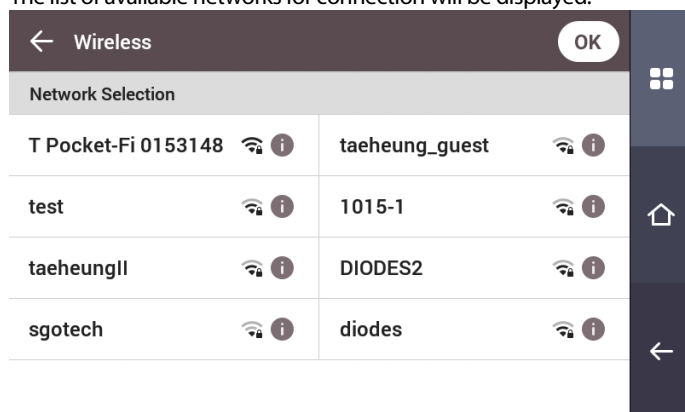 The list of available networks for connection will be displayed.
Wireless OK
Network Selection
T Pocket-Fi 0153148 taeheung_guest
test 1015-1
taeheungII DIODES2
sgotech diodes